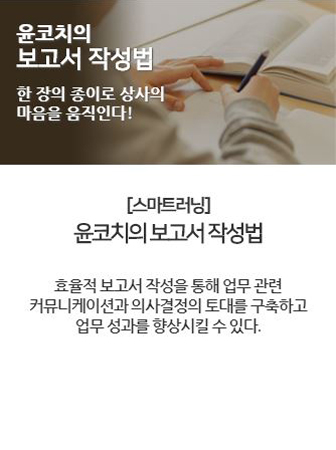 윤코치의
보고서 작성법
한 장의 종이로 상사의
마음을 움직인다!
[스마트러닝]
윤코치의 보고서 작성법
효율적 보고서 작성을 통해 업무 관련
커뮤니케이션과 의사결정의 토대를 구축하고
업무 성과를 향상시킬 수 있다.